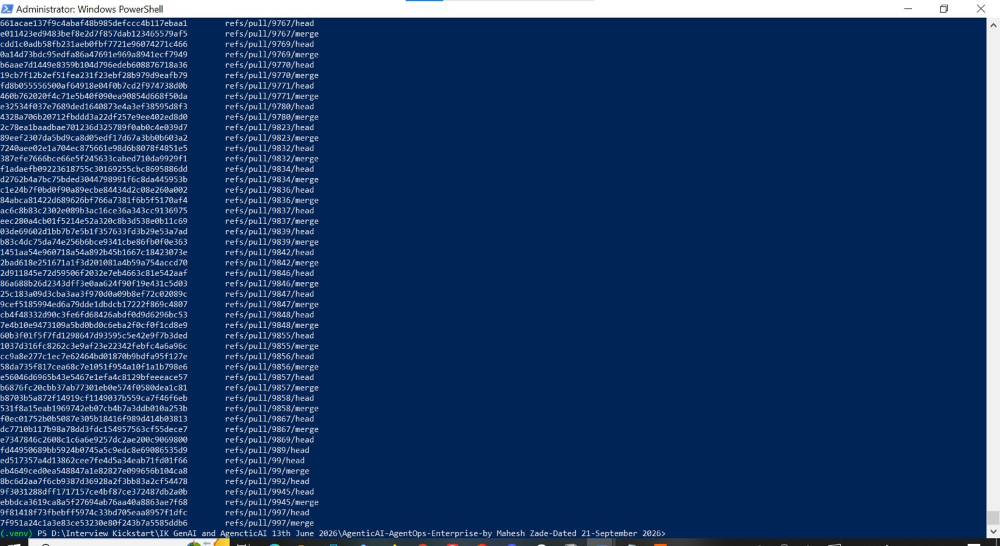 Administrator: Windows PowerShell
661acae137f9c4abaf48b985defccc4b117ebaa1 refs/pull/9767/head
e011423ed9483bef8e2d7f857dab123465579af5 refs/pull/9767/merge
cdd1c0adb58fb231aeb0fbf7721e96074271c466 refs/pull/9769/head
0a14d73bdc95edfa86a47691e969a8941ecf7949 refs/pull/9769/merge
b6aae7d1449e8359b104d796edeb608876718a36 refs/pull/9770/head
19cb7f12b2ef51fea231f23ebf28b979d9eafb79 refs/pull/9770/merge
fd8b055556500af64918e04f0b7cd2f974738d0b refs/pull/9771/head
460b762020f4c71e5b40f090ea90854d668f50da refs/pull/9771/merge
e32534f037e7689ded1640873e4a3ef38595d8f3 refs/pull/9780/head
4328a706b20712fbddd3a22df257e9ee402ed8d0 refs/pull/9780/merge
2c78ea1baadbae701236d325789f0ab0c4e039d7 refs/pull/9823/head
89eef2307da5bd9ca8d05edf17d67a3bb0b603a2 refs/pull/9823/merge
7240aee02e1a704ec875661e98d6b8078f4851e5 refs/pull/9832/head
387efe7666bce66e5f245633cabed710da9929f1 refs/pull/9832/merge
f1adaefb09223618755c30169255cbc8695886dd refs/pull/9834/head
d2762b4a7bc75bded3044798991f6c8da445953b refs/pull/9834/merge
c1e24b7f0bd0f90a89ecbe84434d2c08e260a002 refs/pull/9836/head
84abca81422d689626bf766a7381f6b5f5170af4 refs/pull/9836/merge
ac6c8b83c2302e089b3ac16ce36a343cc9136975 refs/pull/9837/head
eec280a4cb01f5214e52a320c8b3d538e0b11c69 refs/pull/9837/merge
03de69602d1bb7b7e5b1f357633fd3b29e53a7ad refs/pull/9839/head
b83c4dc75da74e256b6bce9341cbe86fb0f0e363 refs/pull/9839/merge
1451aa54e960718a54a892b45b1667c18423073e refs/pull/9842/head
2bad618e251671a1f3d201081a4b59a754accd70 refs/pull/9842/merge
2d911845e72d59506f2032e7eb4663c81e542aaf refs/pull/9846/head
86a688b26d2343dff3e0aa624f90f19e431c5d03 refs/pull/9846/merge
25c183a09d3cba3aa3f970d0a09b8ef72c02089c refs/pull/9847/head
9cef5185994ed6a79dde1dbdcb17222f869c4807 refs/pull/9847/merge
cb4f48332d90c3fe6fd68426abdf0d9d6296bc53 refs/pull/9848/head
7e4b10e9473109a5bd0bd0c6eba2f0cf0f1cd8e9 refs/pull/9848/merge
60b3f01f5f7fd1298647d93595c5e42e9f7b3ded refs/pull/9855/head
1037d316fc8262c3e9af23e22342febfc4a6a96c refs/pull/9855/merge
cc9a8e277c1ec7e62464bd01870b9bdfa95f127e refs/pull/9856/head
58da735f817cea68c7e1051f954a10f1a1b798e6 refs/pull/9856/merge
e56046d6965b43e5467e1efa4c8129bfeeeace57 refs/pull/9857/head
b6876fc20cbb37ab77301eb0e574f0580dea1c81 refs/pull/9857/merge
b8703b5a872f14919cf1149037b559ca7f46f6eb refs/pull/9858/head
531f8a15eab1969742eb07cb4b7a3ddb010a253b refs/pull/9858/merge
f0ec01752b0b5087e305b18416f989d414b03813 refs/pull/9867/head
dc7710b117b98a78dd3fdc154957563cf55dece7 refs/pull/9867/merge
e7347846c2608c1c6a6e9257dc2ae200c9069800 refs/pull/9869/head
fd44950689bb5924b0745a5c9edc8e69086535d9 refs/pull/989/head
ed517357a4d13862cee7fe4d5a34eab71fd01f66 refs/pull/99/head
eb4649ced0ea548847a1e82827e099656b104ca8 refs/pull/99/merge
8bc6d2aa7f6cb9387d36928a2f3bb83a2cf54478 refs/pull/992/head
9f3031288dff1717157ce4bf87ce372487db2a0b refs/pull/9945/head
ebbdca3619ca8a5f27694ab76aa40a8863ae7f68 refs/pull/9945/merge
9f81418f73fbebff5974c33bd705eaa8957f1dfc refs/pull/997/head
7f951a24c1a3e83ce53230e80f243b7a5585ddb6 refs/pull/997/merge
(.venv) PS D:\Interview Kickstart\IK GenAI and AgencticAI 13th June 2026\AgenticAI-AgentOps-Enterprise-by Mahesh Zade-Dated 21-September 2026>